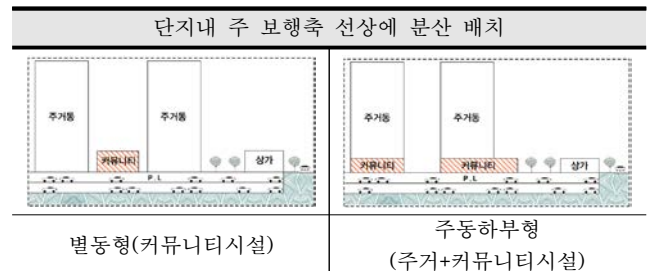 단지내 주 보행축 선상에 분산 배치
주거동 주거동
커뮤니티 상가
P.L
주거동 주거동
커뮤니티 커뮤니티 상가
P.L
별동형(커뮤니티시설)
주동하부형
(주거+커뮤니티시설)